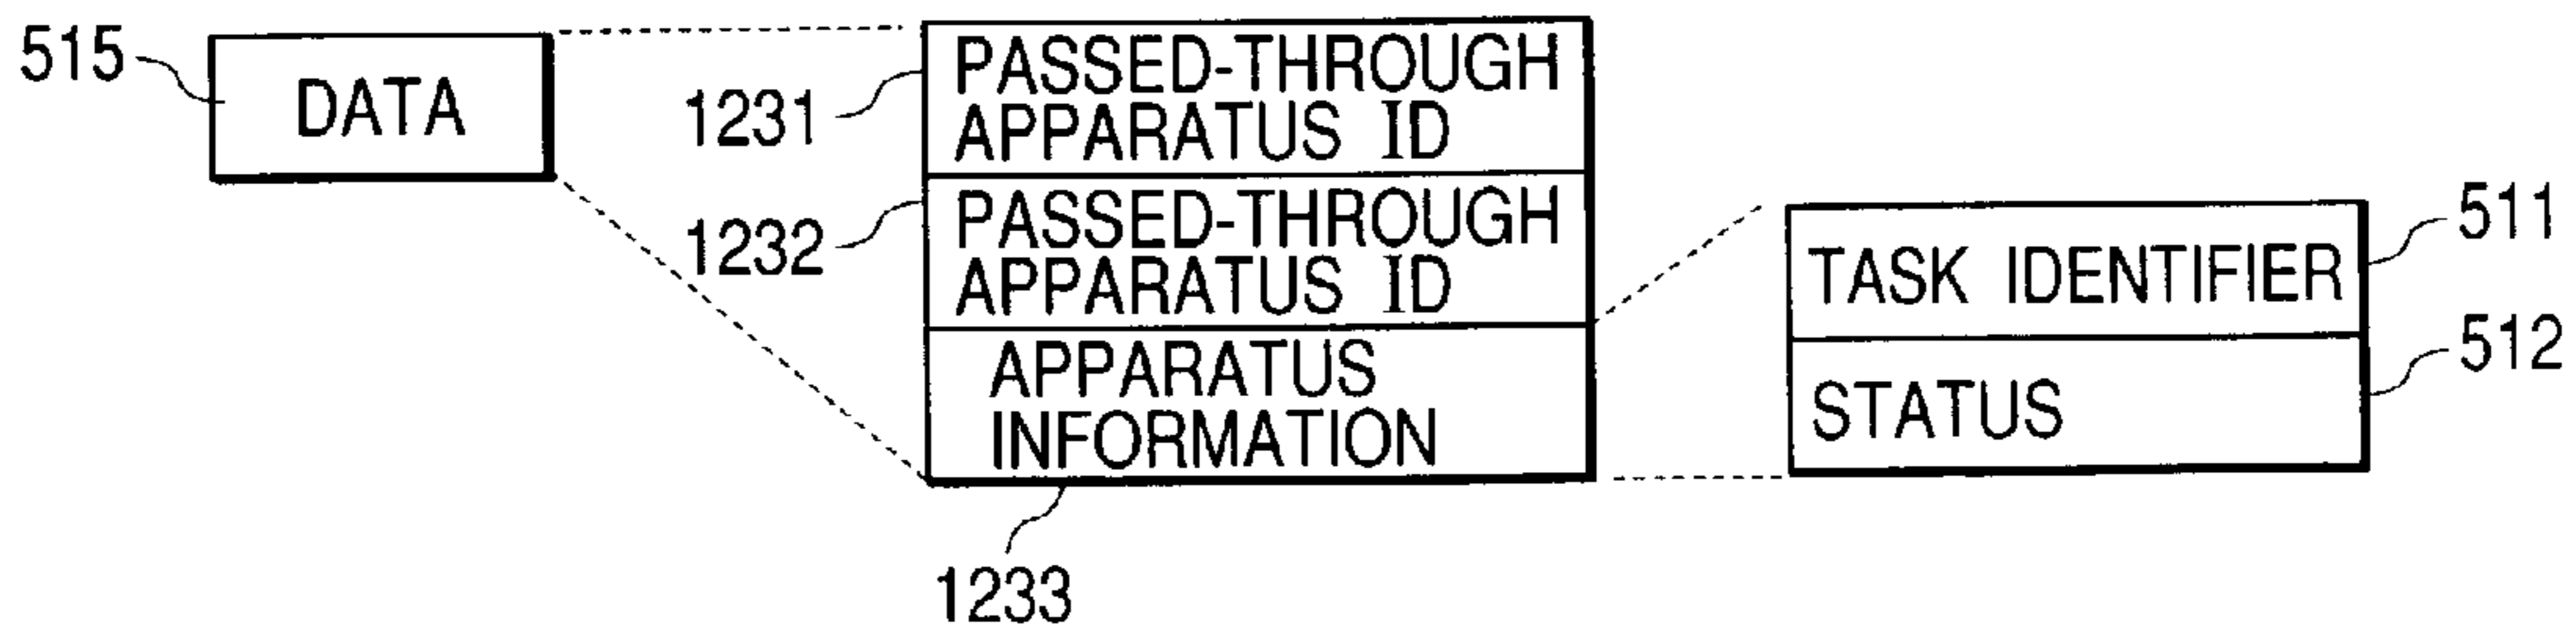 515
DATA
1231
PASSED-THROUGH
APPARATUS ID
1232
PASSED-THROUGH
APPARATUS ID
APPARATUS
INFORMATION
1233
TASK IDENTIFIER
511
STATUS
512